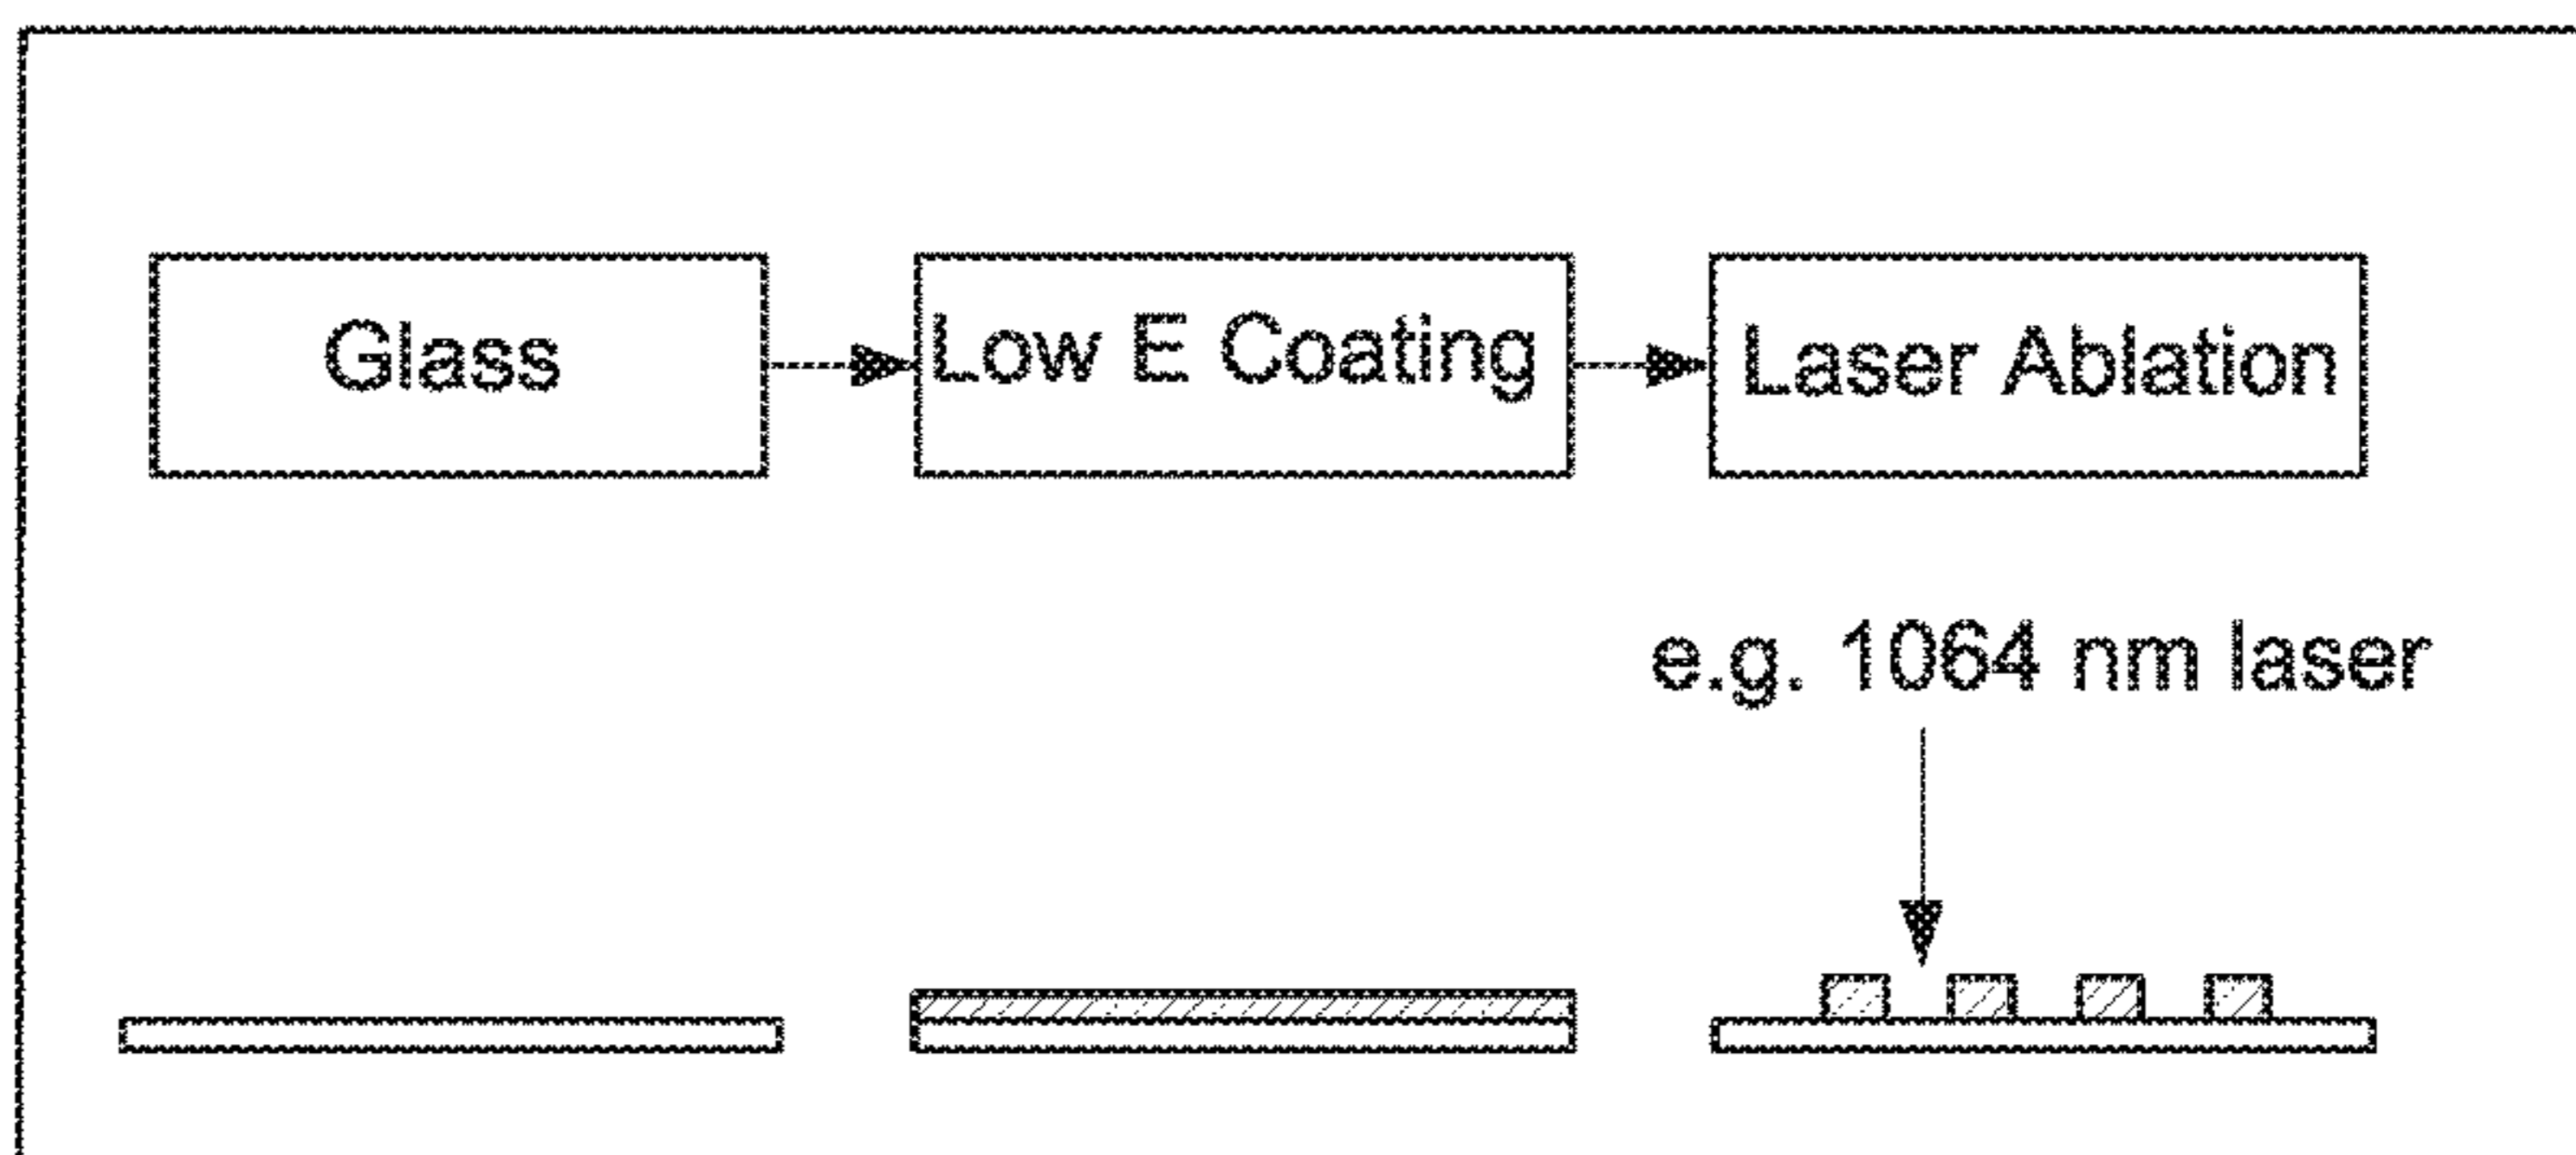 Glass
Low E Coating
Laser Ablation
e.g. 1064 nm laser